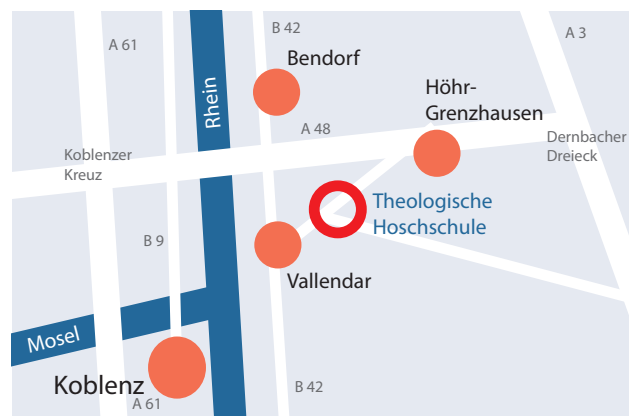 A 61
B 42
A 3
Bendorf
Rhein
Höhr-
Grenzhausen
A 48
Koblenzer
Kreuz
Dernbacher
Dreieck
Theologische
Hoschschule
B 9
Vallendar
Mosel
Koblenz
A 61
B 42